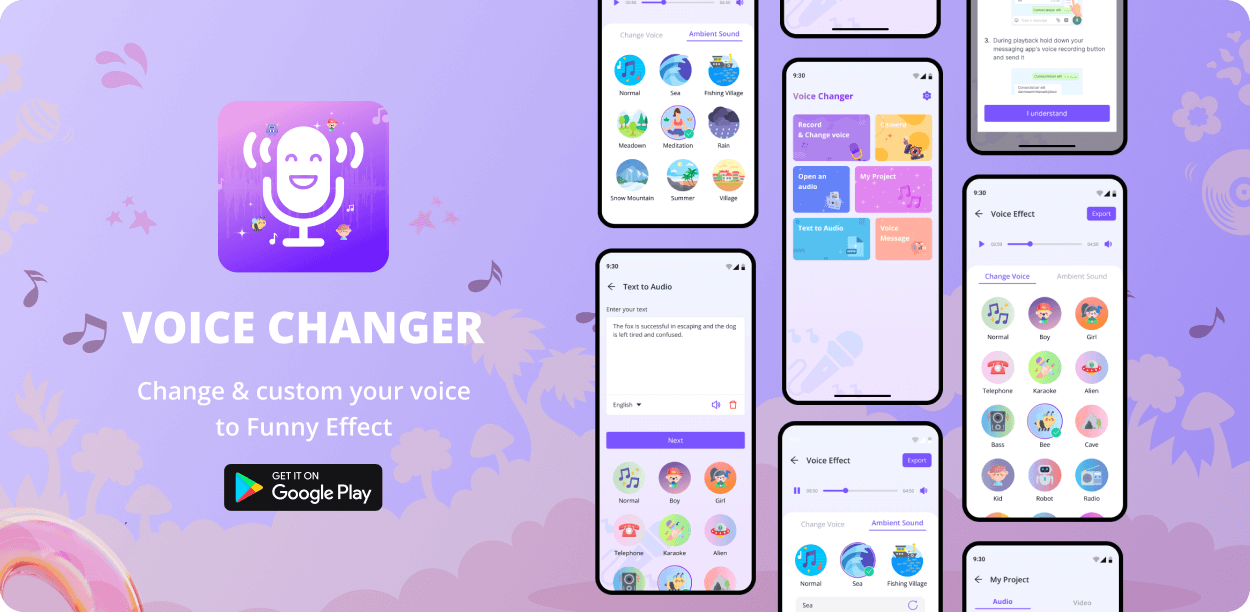 VOICE CHANGER
Change & custom your voice
to Funny Effect
GET IT ON
Google Play
Change Voice
Ambient Sound
Normal
Sea
Fishing Village
Meadown
Meditation
Rain
Snow Mountain
Summer
Village
9:30
Text to Audio
Enter your text
The fox is successful in escaping and the dog
is left tired and confused.
English
Next
Normal
Boy
Girl
Telephone
Karaoke
Alien
9:30
Voice Changer
Record
& Change voice
Camera
Open an
audio
My Project
Text to Audio
Voice
Message
Voice Effect
Export
00:00
04:50
Change Voice
Ambient Sound
Normal
Sea
Fishing Village
Sea
3. During playback hold down your
messaging app's voice recording button
and send it
I understand
9:30
Voice Effect
Export
02:09
04:20
Change Voice
Ambient Sound
Normal
Boy
Girl
Telephone
Karaoke
Alien
Bass
Bee
Cave
Kid
Robot
Radio
9:30
My Project
Audio
Video